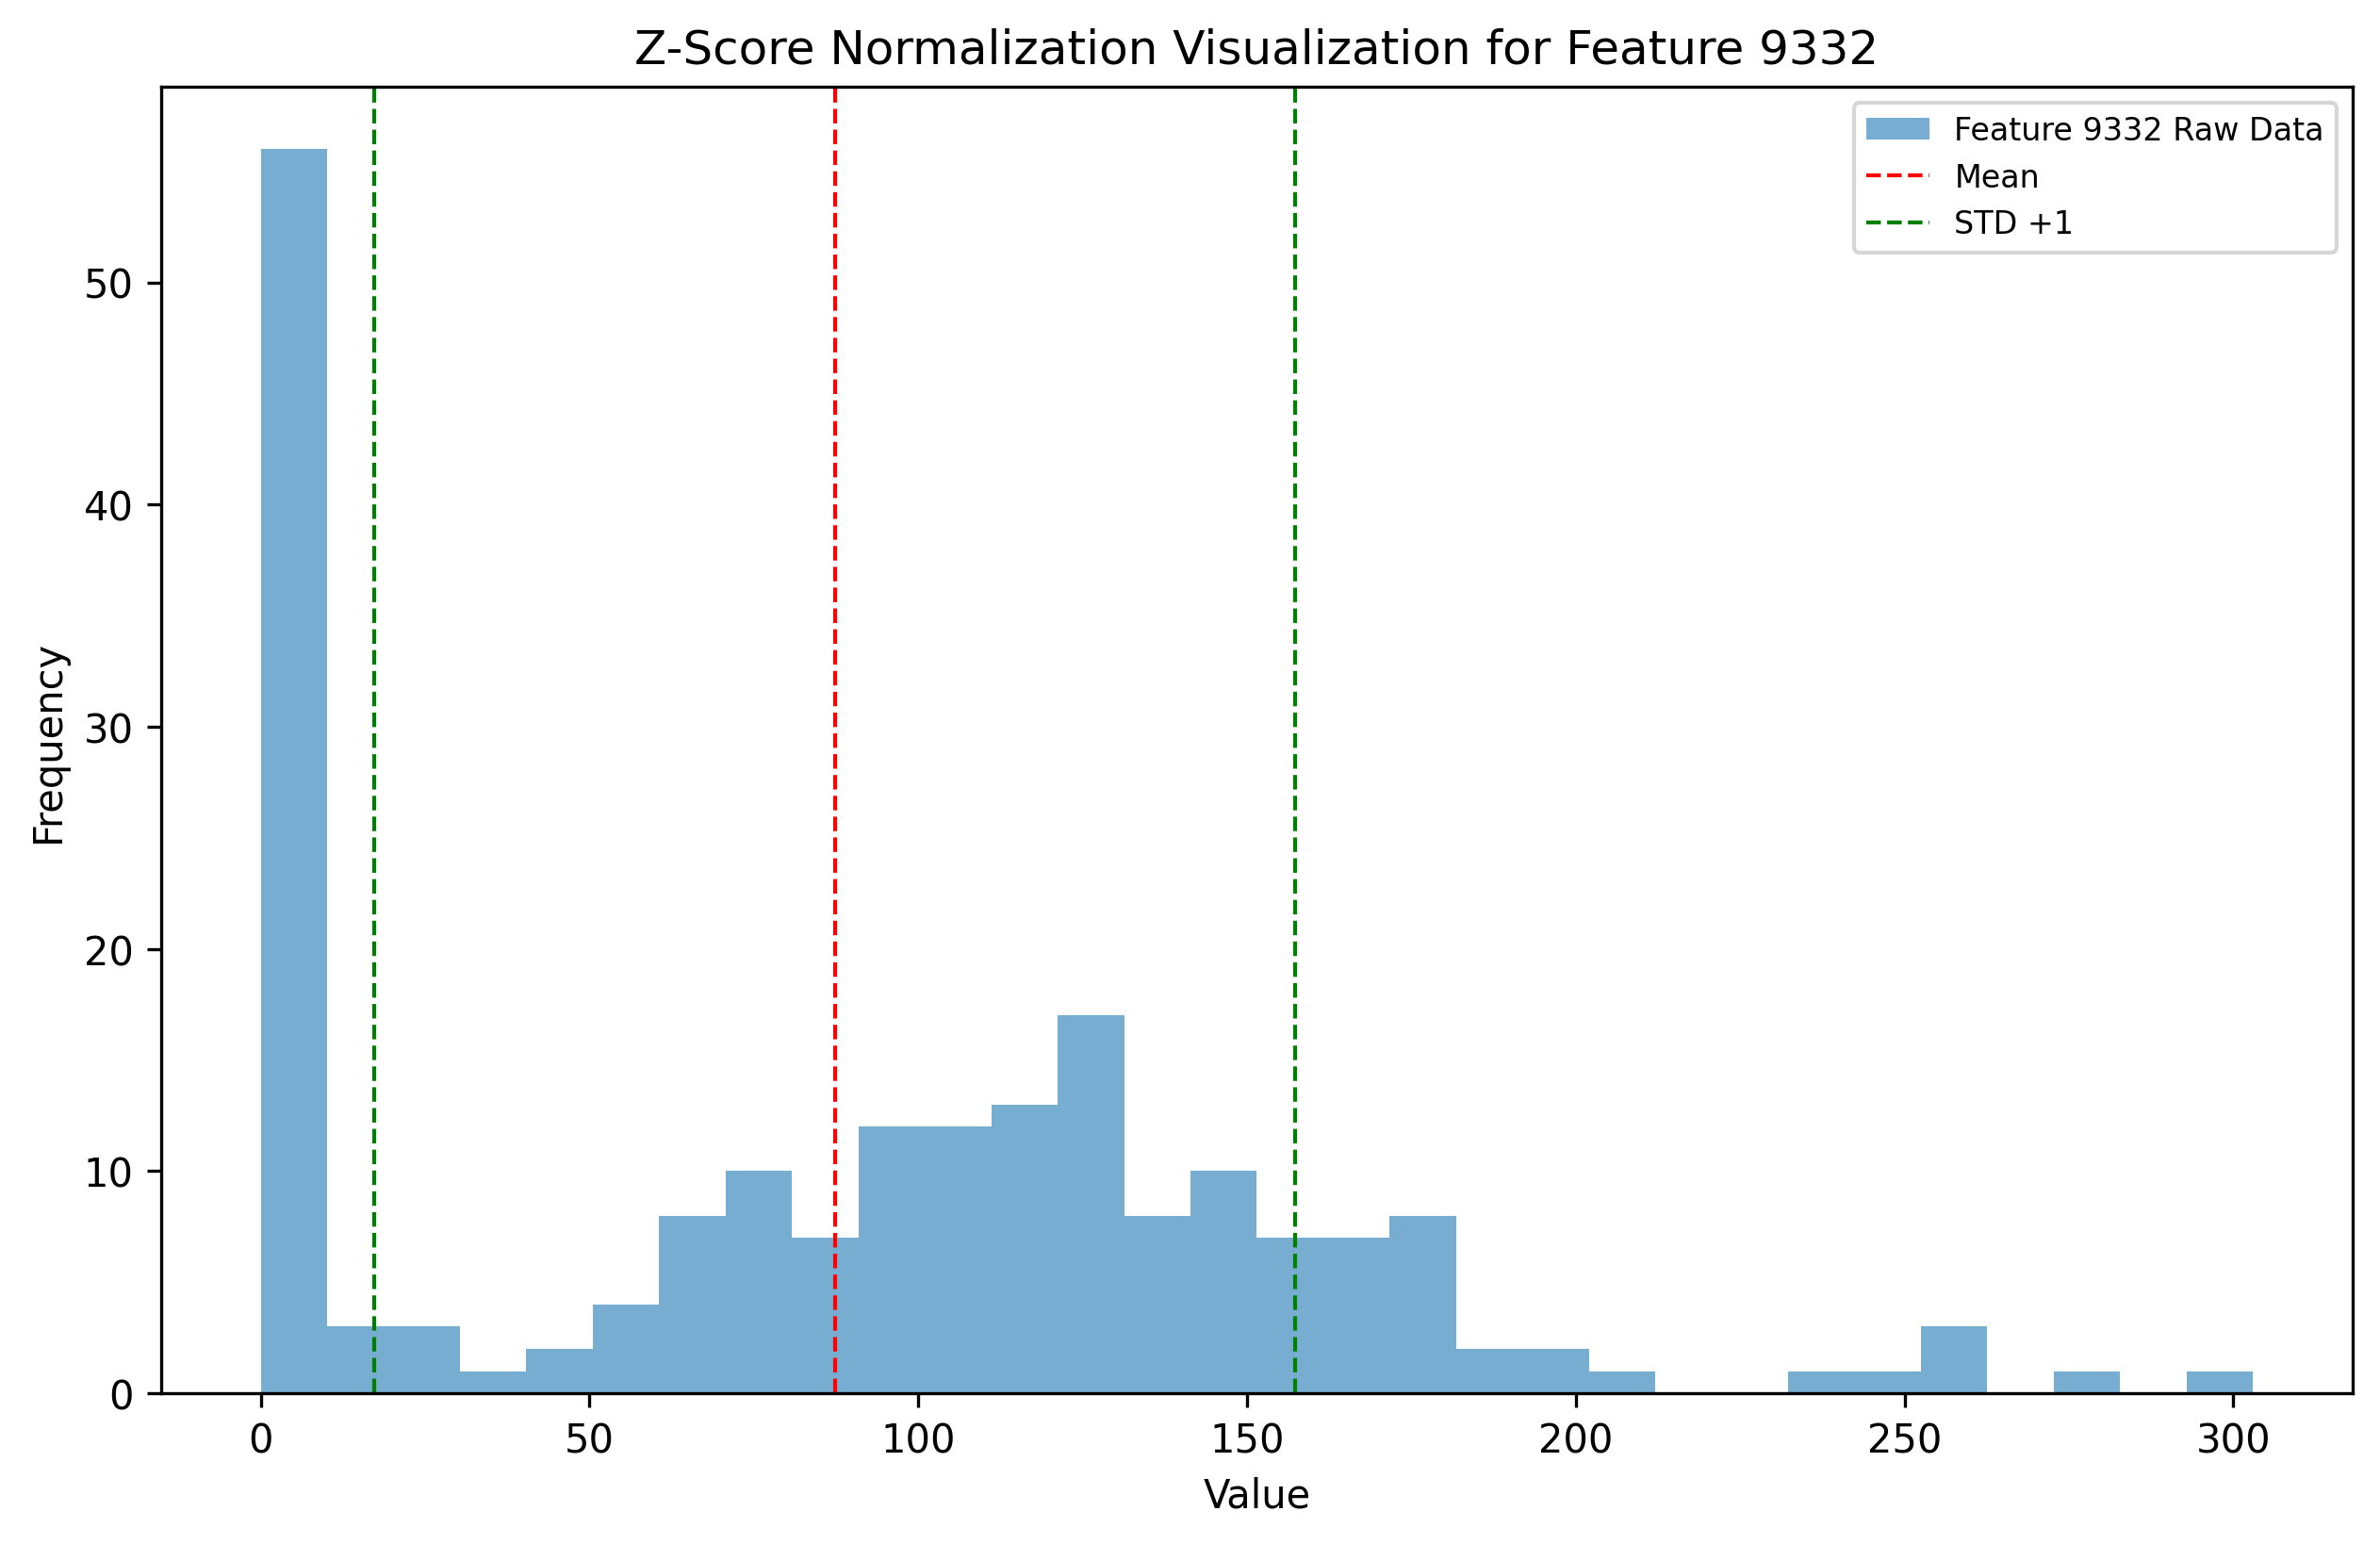 Z-Score Normalization Visualization for Feature 9332
Feature 9332 Raw Data
Mean
STD +1
Frequency
50
40
30
20
10
0
0 50 100 150 200 250 300
Value